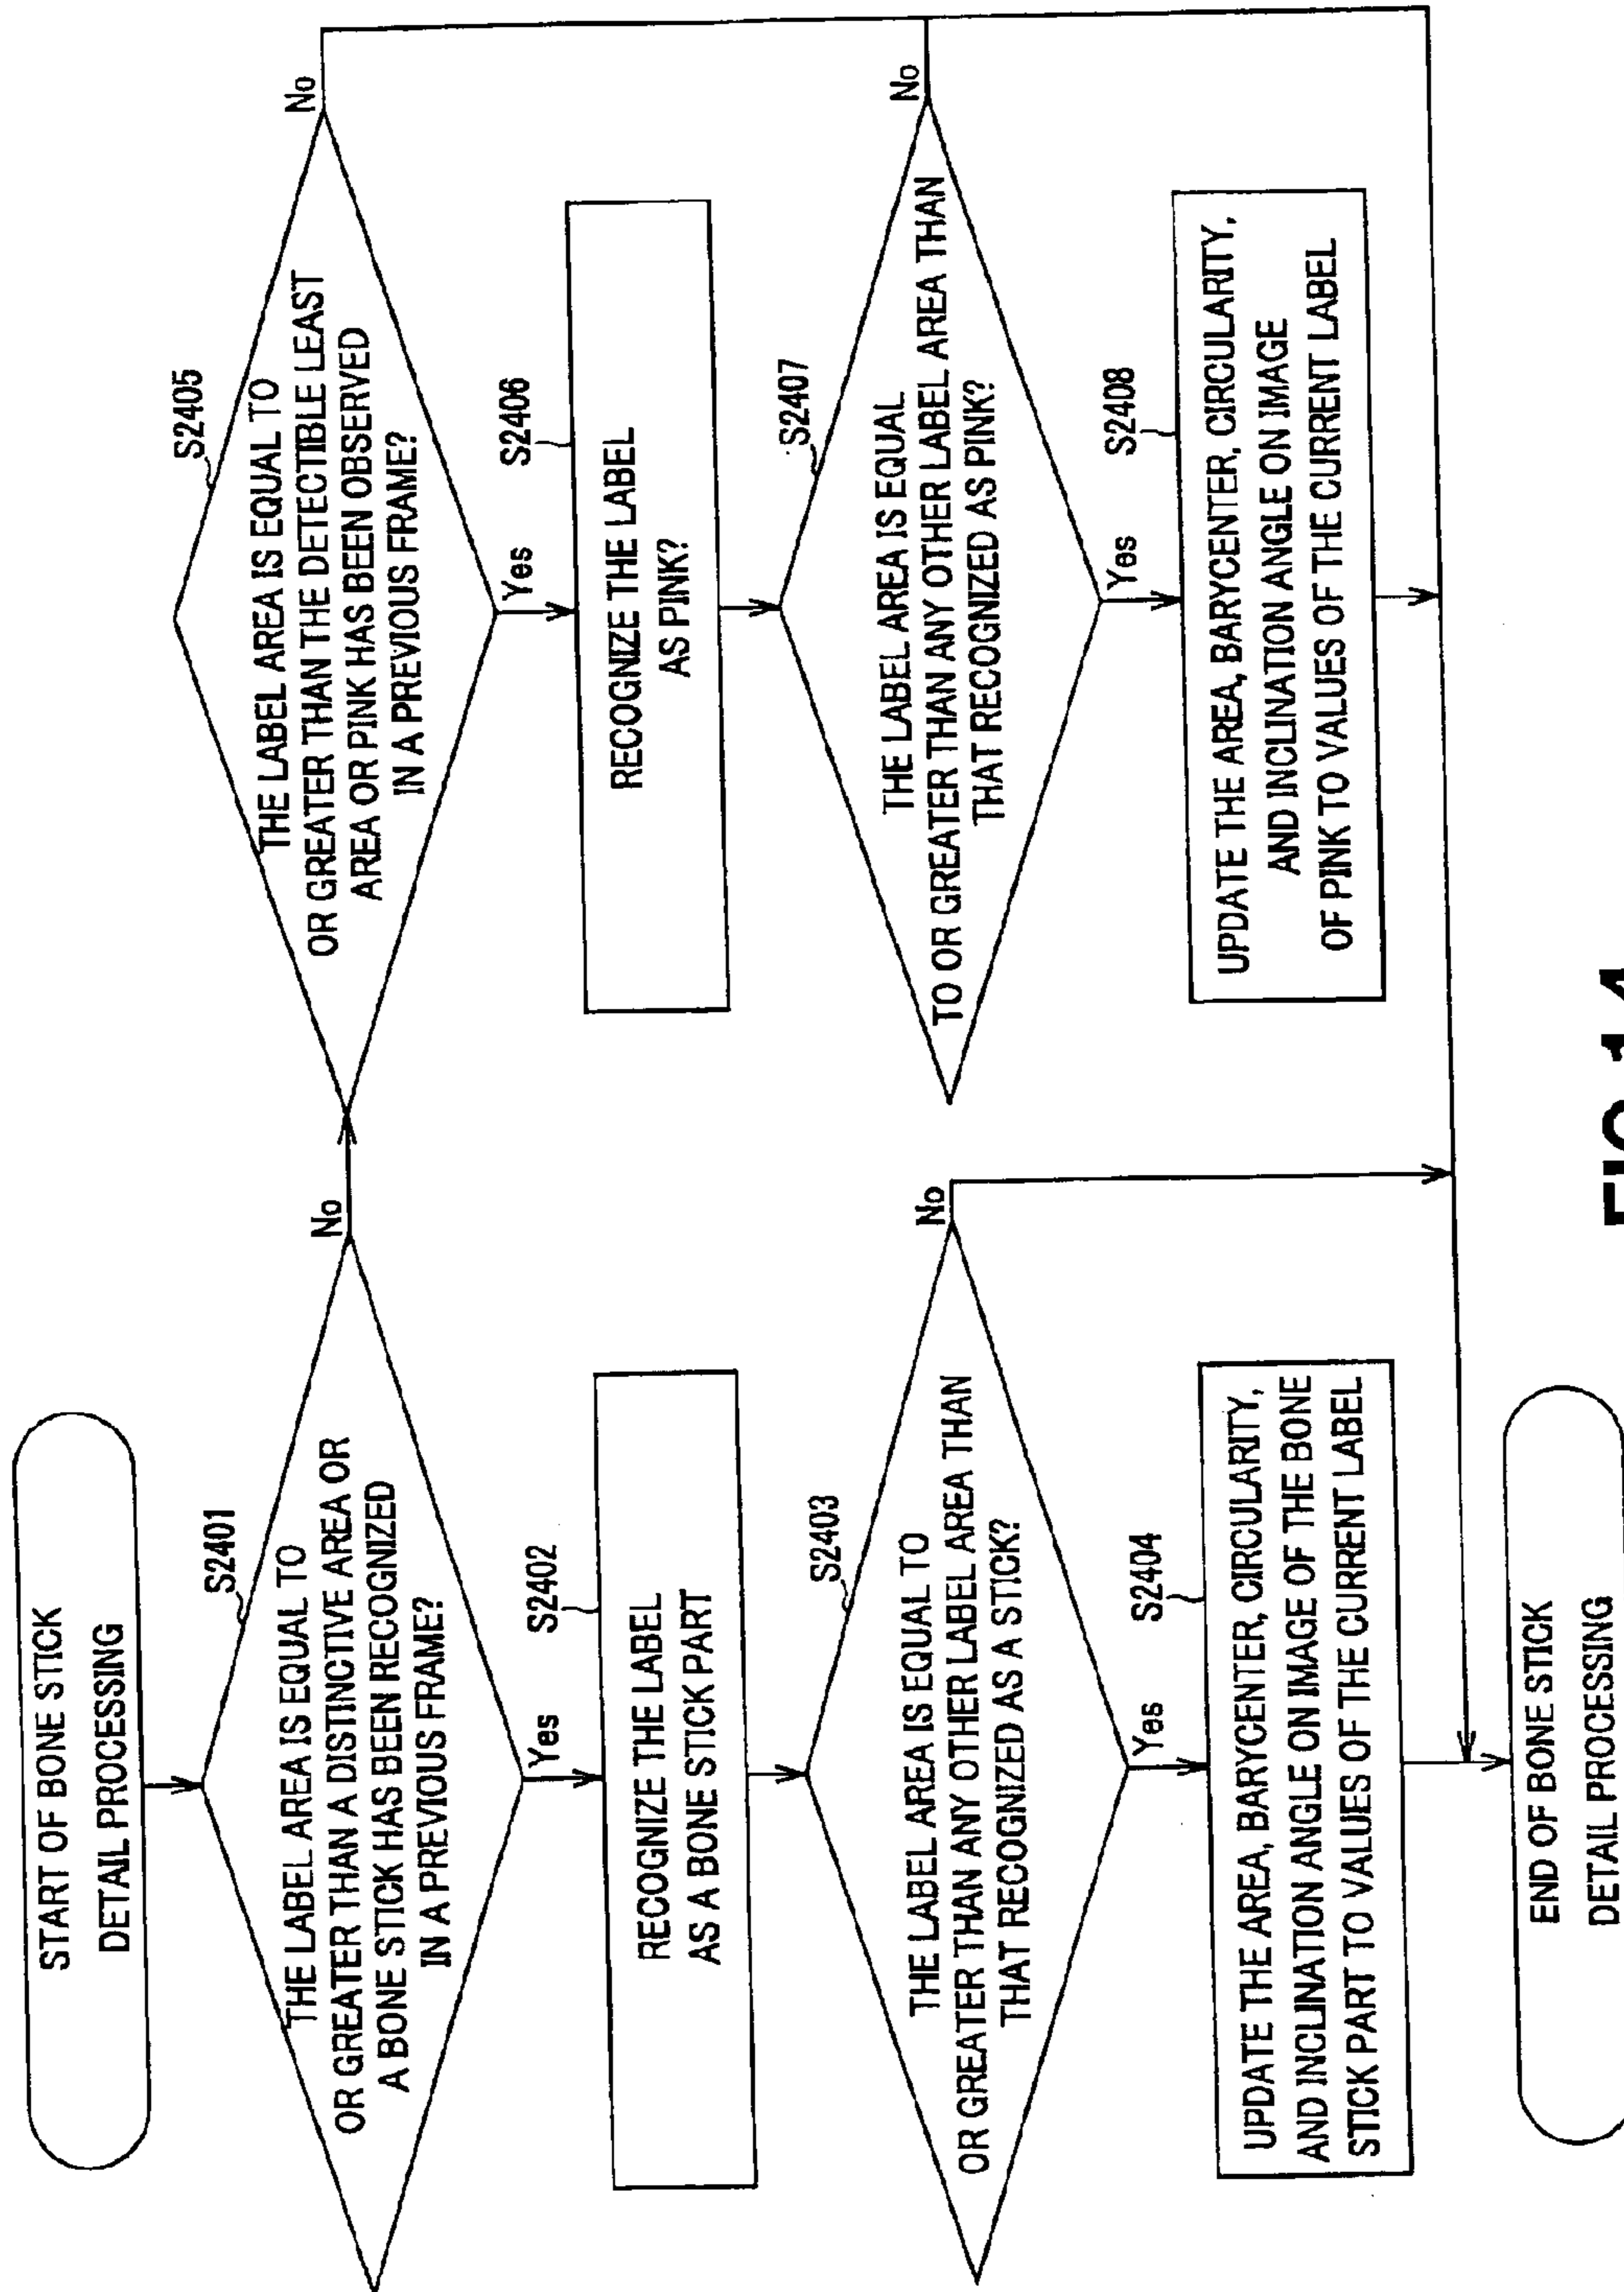 START OF BONE STICK
DETAIL PROCESSING
S2401
THE LABEL AREA IS EQUAL TO
OR GREATER THAN A DISTINCTIVE AREA OR
A BONE STICK HAS BEEN RECOGNIZED
IN A PREVIOUS FRAME?
No
Yes
S2402
RECOGNIZE THE LABEL
AS A BONE STICK PART
S2403
THE LABEL AREA IS EQUAL TO
OR GREATER THAN ANY OTHER LABEL AREA THAN
THAT RECOGNIZED AS A STICK?
No
Yes
S2404
UPDATE THE AREA, BARYCENTER, CIRCULARITY,
AND INCLINATION ANGLE ON IMAGE OF THE BONE
STICK PART TO VALUES OF THE CURRENT LABEL
END OF BONE STICK
DETAIL PROCESSING
S2405
THE LABEL AREA IS EQUAL TO
OR GREATER THAN THE DETECTIBLE LEAST
AREA OR PINK HAS BEEN OBSERVED
IN A PREVIOUS FRAME?
No
Yes
S2406
RECOGNIZE THE LABEL
AS PINK?
S2407
THE LABEL AREA IS EQUAL
TO OR GREATER THAN ANY OTHER LABEL AREA THAN
THAT RECOGNIZED AS PINK?
No
Yes
S2408
UPDATE THE AREA, BARYCENTER, CIRCULARITY,
AND INCLINATION ANGLE ON IMAGE
OF PINK TO VALUES OF THE CURRENT LABEL